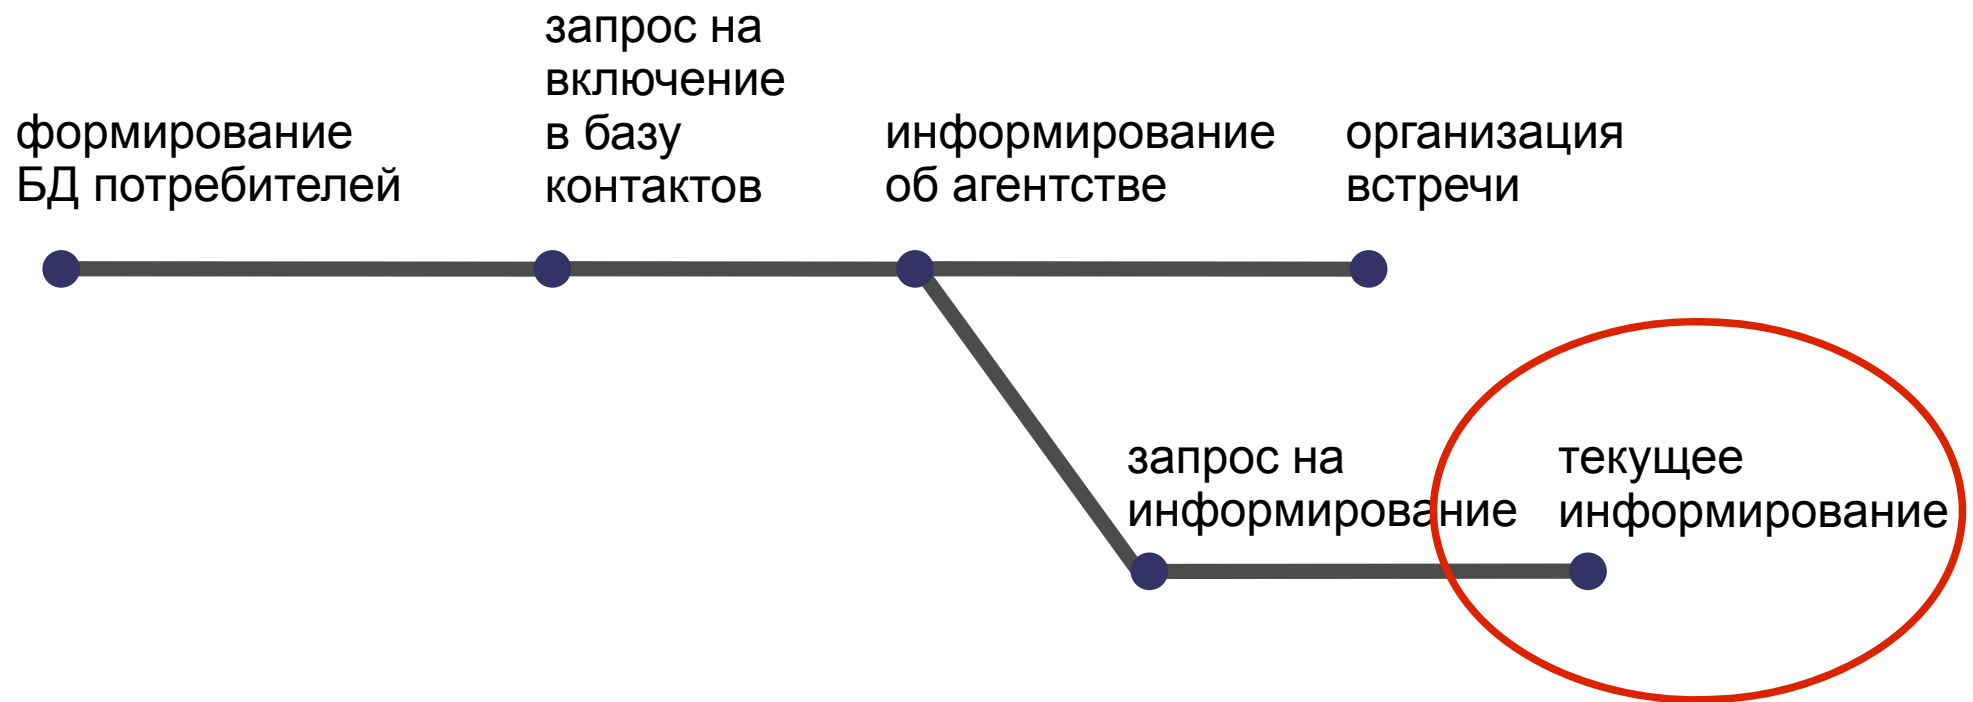 формирование
БД потребителей
запрос на
включение
в базу
контактов
информирование
об агентстве
организация
встречи
запрос на
информирование
текущее
информирование